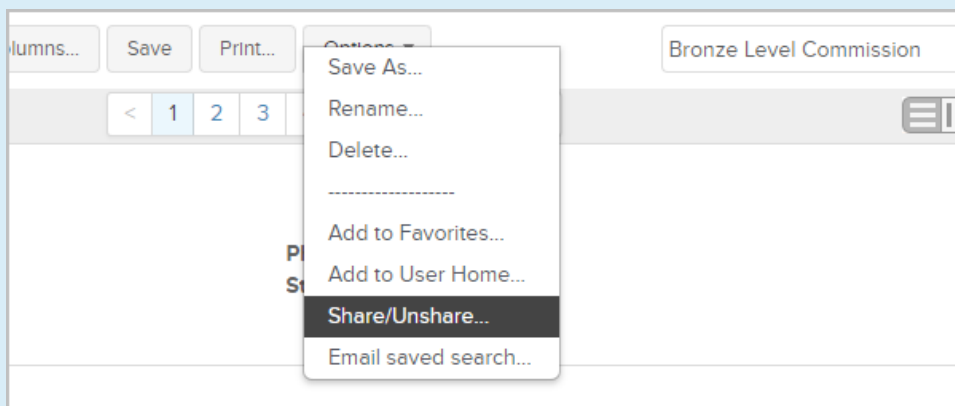 Save Print... Options Bronze Level Commission
Save As...
< 1 2 3
Rename...
Delete...
-------------------
Add to Favorites...
Add to User Home...
Share/Unshare...
Email saved search...